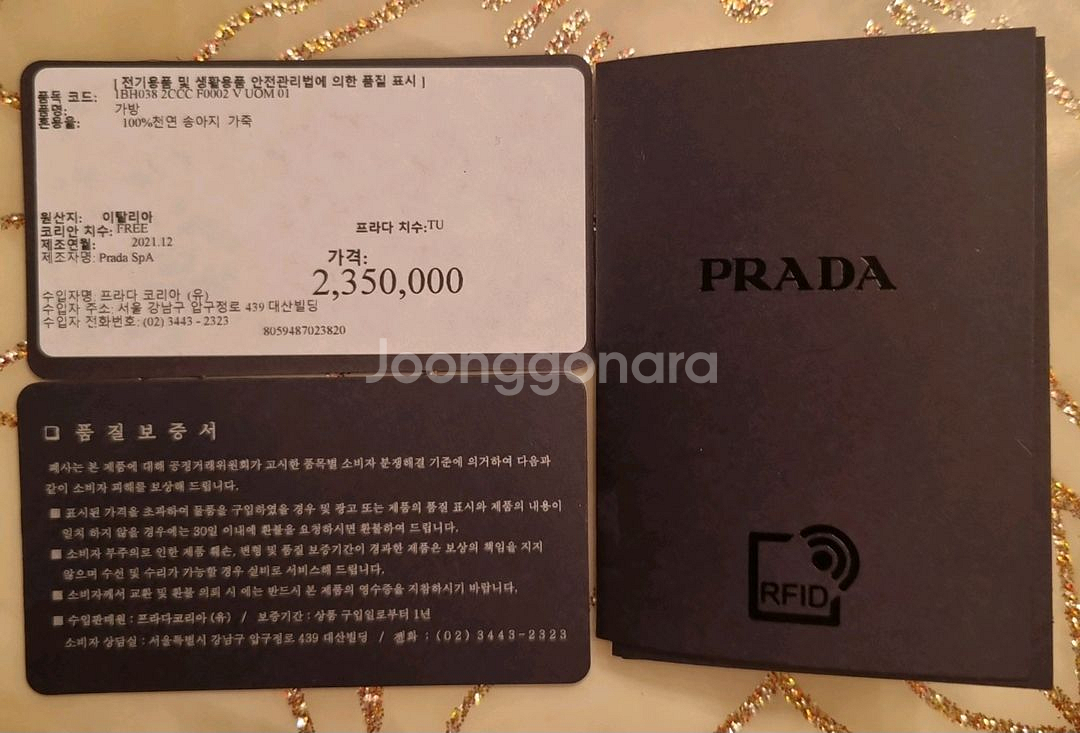 [ 전기용품 및 생활용품 안전관리법에 의한 품질 표시 ]
품목 코드: 1BH038 2CCC F0002 V UOM 01
품명: 가방
혼용율: 100%천연 송아지 가죽
원산지: 이탈리아
코리안 치수: FREE 프라다 치수:TU
제조연월: 2021.12
제조자명: Prada SpA
가격:
2,350,000
수입자명: 프라다 코리아 (유)
수입자 주소: 서울 강남구 압구정로 439 대산빌딩
수입자 전화번호: (02) 3443 - 2323
8059487023820
품질보증서
폐사는 본 제품에 대해 공정거래위원회가 고시한 품목별 소비자 분쟁해결 기준에 의거하여 다음과
같이 소비자 피해를 보상해 드립니다.
■ 표시된 가격을 초과하여 물품을 구입하였을 경우 및 광고 또는 제품의 품질 표시와 제품의 내용이
일치 하지 않을 경우에는 30일 이내에 환불을 요청하시면 환불하여 드립니다.
■ 소비자 부주의로 인한 제품 훼손, 변형 및 품질 보증기간이 경과한 제품은 보상의 책임을 지지
않으며 수선 및 수리가 가능할 경우 실비로 서비스해 드립니다.
■ 소비자께서 교환 및 환불 의뢰 시 에는 반드시 본 제품의 영수증을 지참하시기 바랍니다.
■ 수입판매원 : 프라다코리아 (유) / 보증기간 : 상품 구입일로부터 1년
소비자 상담실 : 서울특별시 강남구 압구정로 439 대산빌딩 / 전화 : (02) 3443-2323
PRADA
RFID
Joonggonara